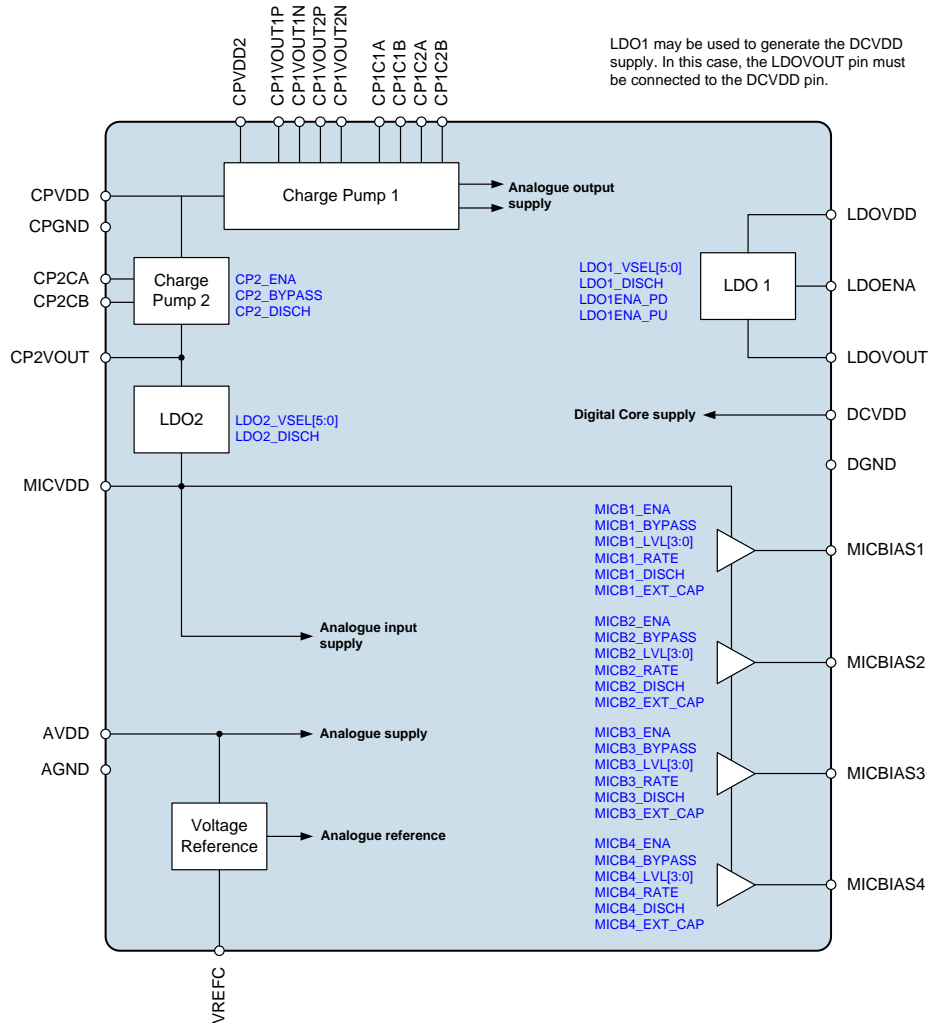 CPVDD2
CP1VOUT1P
CP1VOUT1N
CP1VOUT2P
CP1VOUT2N
CP1C1A
CP1C1B
CP1C2A
CP1C2B
LDO1 may be used to generate the DCVDD
supply. In this case, the LDOVOUT pin must
be connected to the DCVDD pin.
CPVDD
CPGND
CP2CA
CP2CB
CP2VOUT
MICVDD
AVDD
AGND
Charge Pump 1
Analogue output
supply
Charge
Pump 2
CP2_ENA
CP2_BYPASS
CP2_DISCH
LDO2
LDO2_VSEL[5:0]
LDO2_DISCH
LDO1_VSEL[5:0]
LDO1_DISCH
LDO1ENA_PD
LDO1ENA_PU
LDO 1
LDOVDD
LDOENA
LDOVOUT
Digital Core supply
DCVDD
DGND
MICB1_ENA
MICB1_BYPASS
MICB1_LVL[3:0]
MICB1_RATE
MICB1_DISCH
MICB1_EXT_CAP
MICBIAS1
Analogue input
supply
MICB2_ENA
MICB2_BYPASS
MICB2_LVL[3:0]
MICB2_RATE
MICB2_DISCH
MICB2_EXT_CAP
MICBIAS2
Analogue supply
MICB3_ENA
MICB3_BYPASS
MICB3_LVL[3:0]
MICB3_RATE
MICB3_DISCH
MICB3_EXT_CAP
MICBIAS3
Voltage
Reference
Analogue reference
MICB4_ENA
MICB4_BYPASS
MICB4_LVL[3:0]
MICB4_RATE
MICB4_DISCH
MICB4_EXT_CAP
MICBIAS4
VREFC